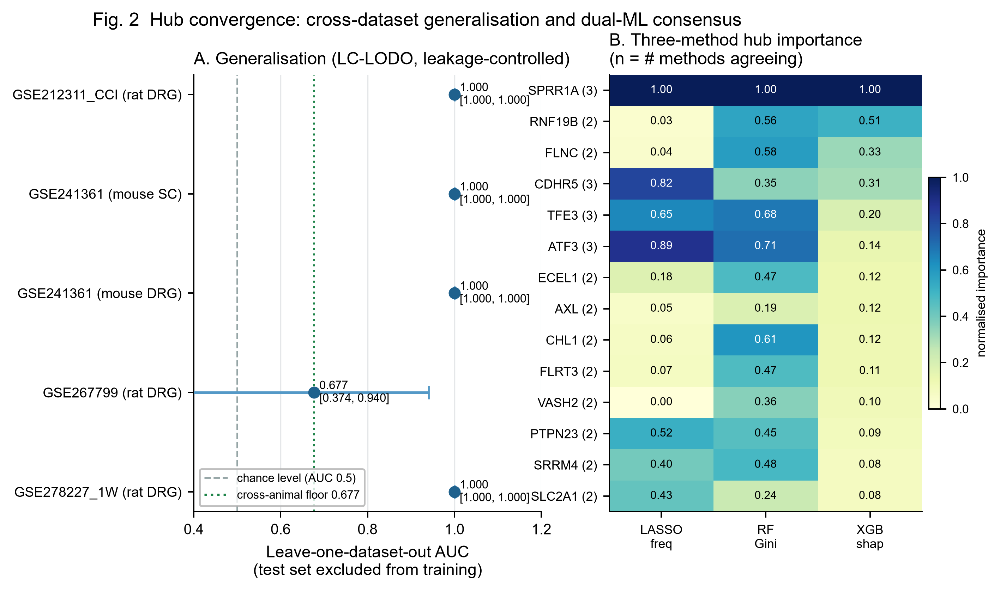 Fig. 2  Hub convergence: cross-dataset generalisation and dual-ML consensus
A. Generalisation (LC-LODO, leakage-controlled)
GSE212311_CCI (rat DRG)
1.000
[1.000, 1.000]
GSE241361 (mouse SC)
1.000
[1.000, 1.000]
GSE241361 (mouse DRG)
1.000
[1.000, 1.000]
GSE267799 (rat DRG)
0.677
[0.374, 0.940]
GSE278227_1W (rat DRG)
1.000
[1.000, 1.000]
chance level (AUC 0.5)
cross-animal floor 0.677
0.4 0.6 0.8 1.0 1.2
Leave-one-dataset-out AUC
(test set excluded from training)
B. Three-method hub importance
(n = # methods agreeing)
SPRR1A (3) 1.00 1.00 1.00
RNF19B (2) 0.03 0.56 0.51
FLNC (2) 0.04 0.58 0.33
CDHR5 (3) 0.82 0.35 0.31
TFE3 (3) 0.65 0.68 0.20
ATF3 (3) 0.89 0.71 0.14
ECEL1 (2) 0.18 0.47 0.12
AXL (2) 0.05 0.19 0.12
CHL1 (2) 0.06 0.61 0.12
FLRT3 (2) 0.07 0.47 0.11
VASH2 (2) 0.00 0.36 0.10
PTPN23 (2) 0.52 0.45 0.09
SRRM4 (2) 0.40 0.48 0.08
SLC2A1 (2) 0.43 0.24 0.08
LASSO RF XGB
freq Gini shap
1.0
0.8
0.6
0.4
0.2
0.0
normalised importance